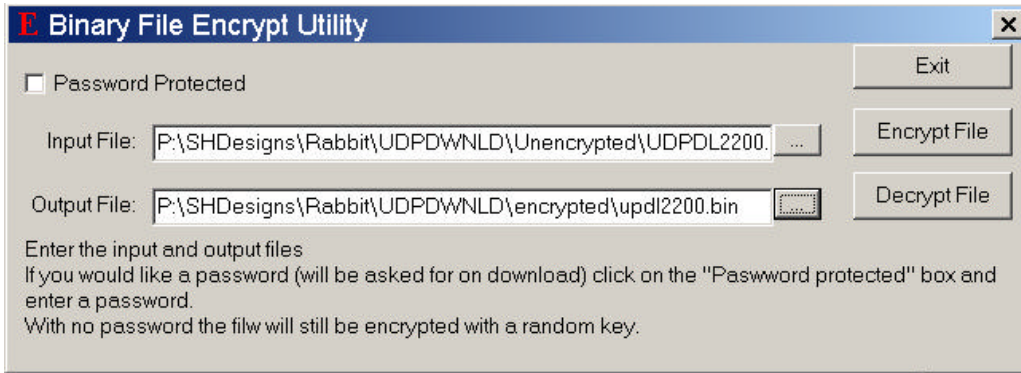 E Binary File Encrypt Utility
Exit
Password Protected
Input File: P:\SHDesigns\Rabbit\UDPDWNLD\Unencrypted\UDPDL2200. ...
Encrypt File
Output File: P:\SHDesigns\Rabbit\UDPDWNLD\encrypted\updl2200.bin ...
Decrypt File
Enter the input and output files
If you would like a password (will be asked for on download) click on the "Paswword protected" box and
enter a password.
With no password the filw will still be encrypted with a random key.